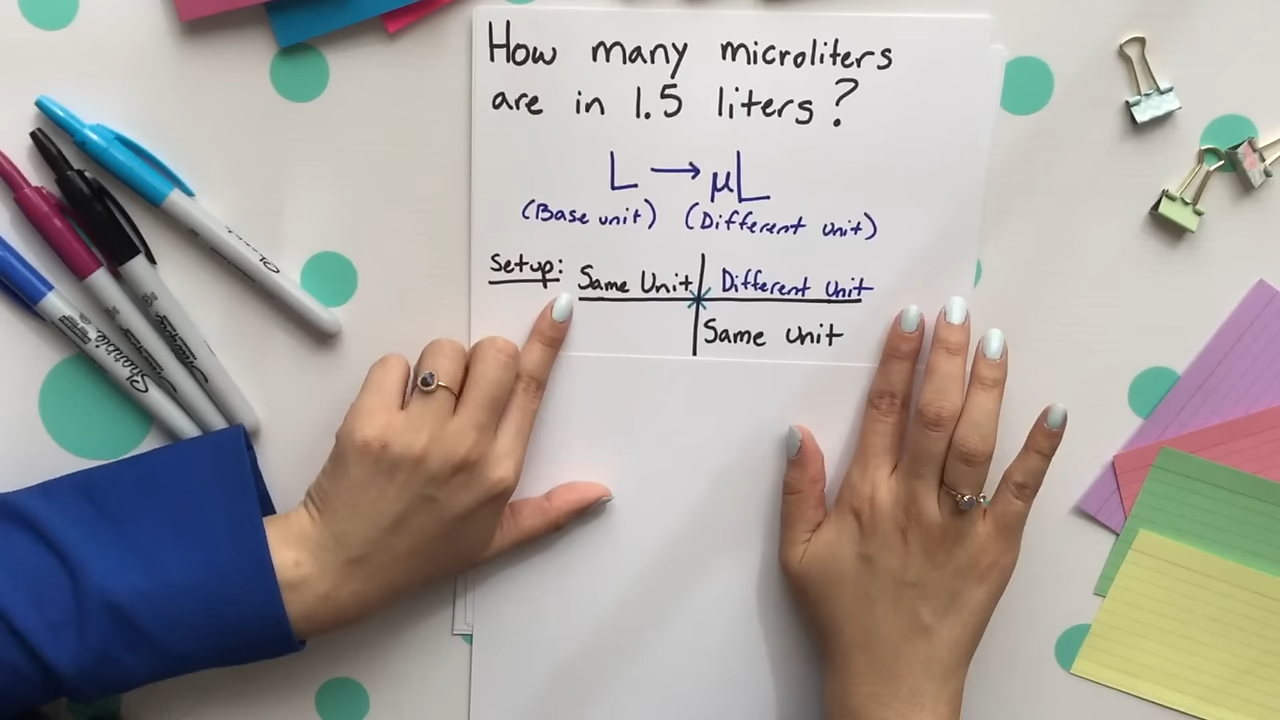 How many microliters
are in 1.5 liters?
L → μL
(Base unit) (Different unit)
Setup: Same Unit Different Unit
Same Unit
Sharpie